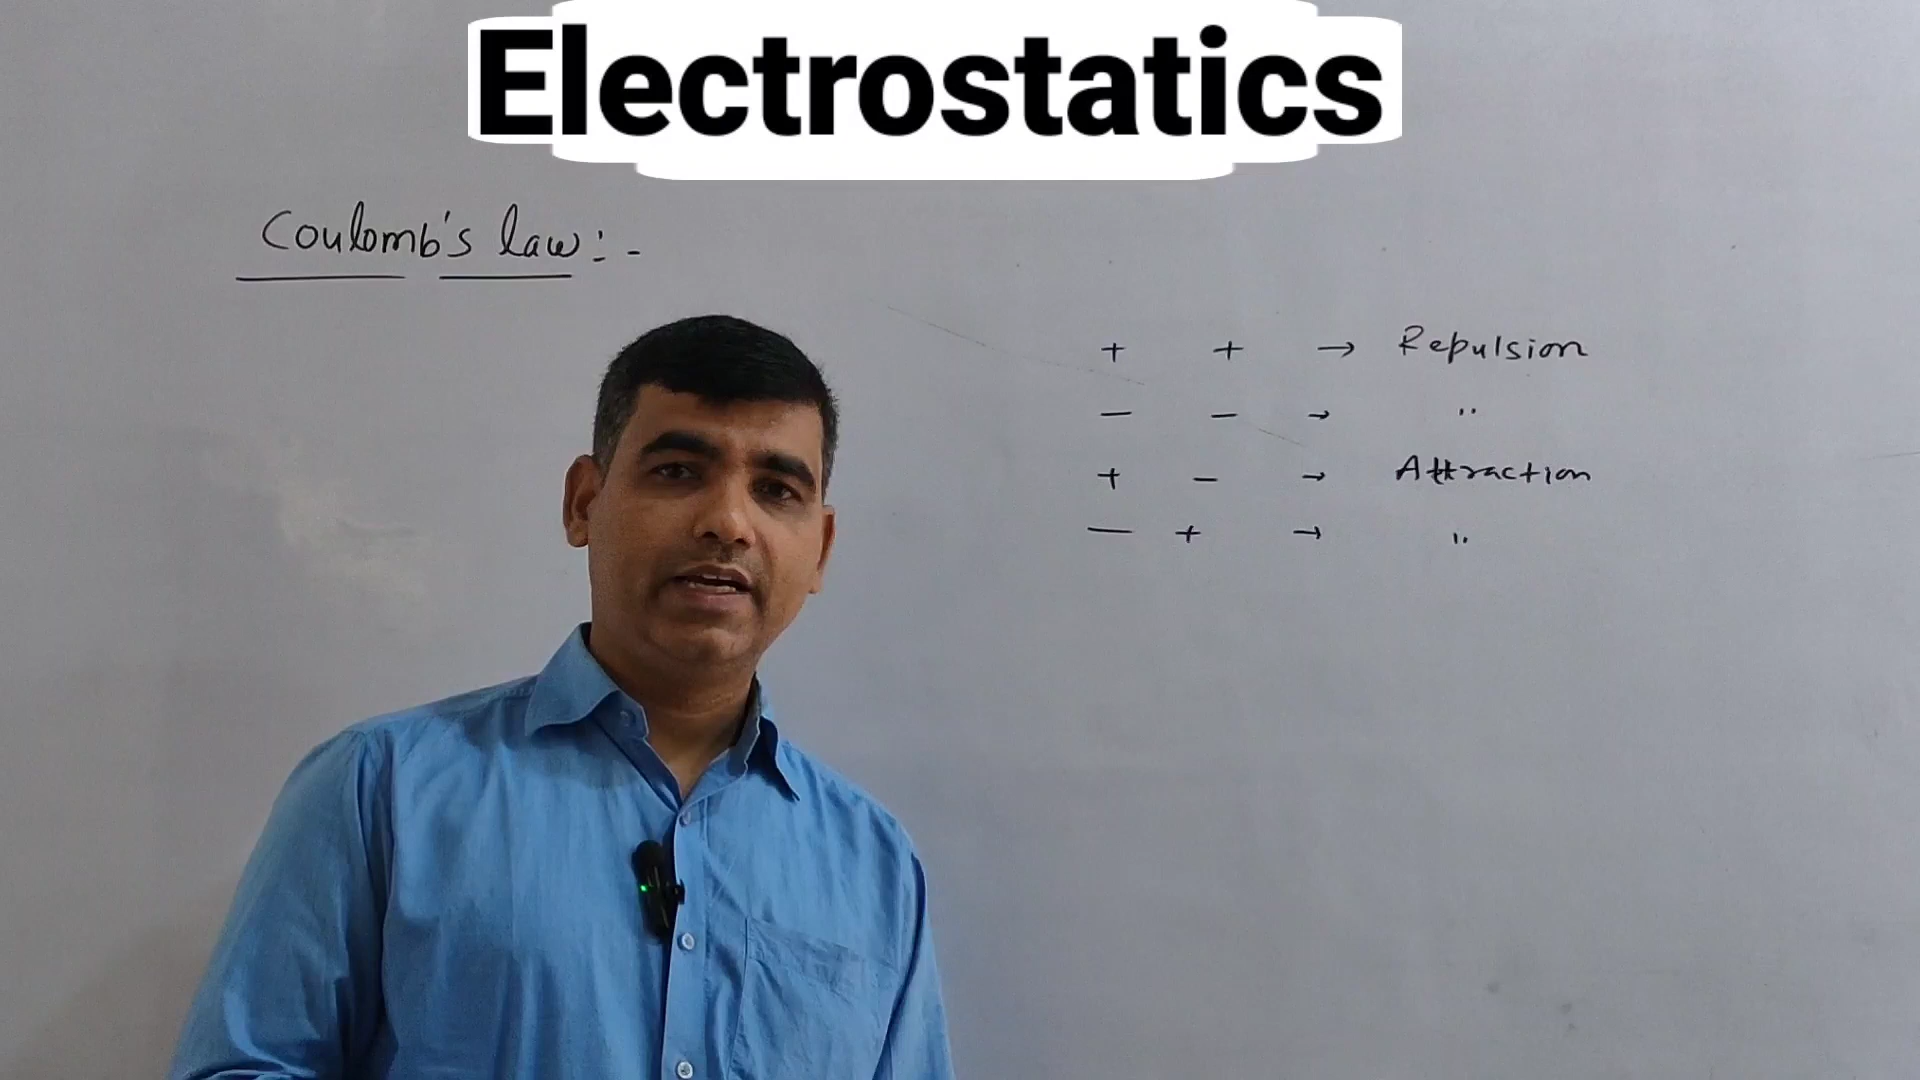 Electrostatics
Coulomb's law:-
+ + → Repulsion
— — → "
+ — → Attraction
— + → "